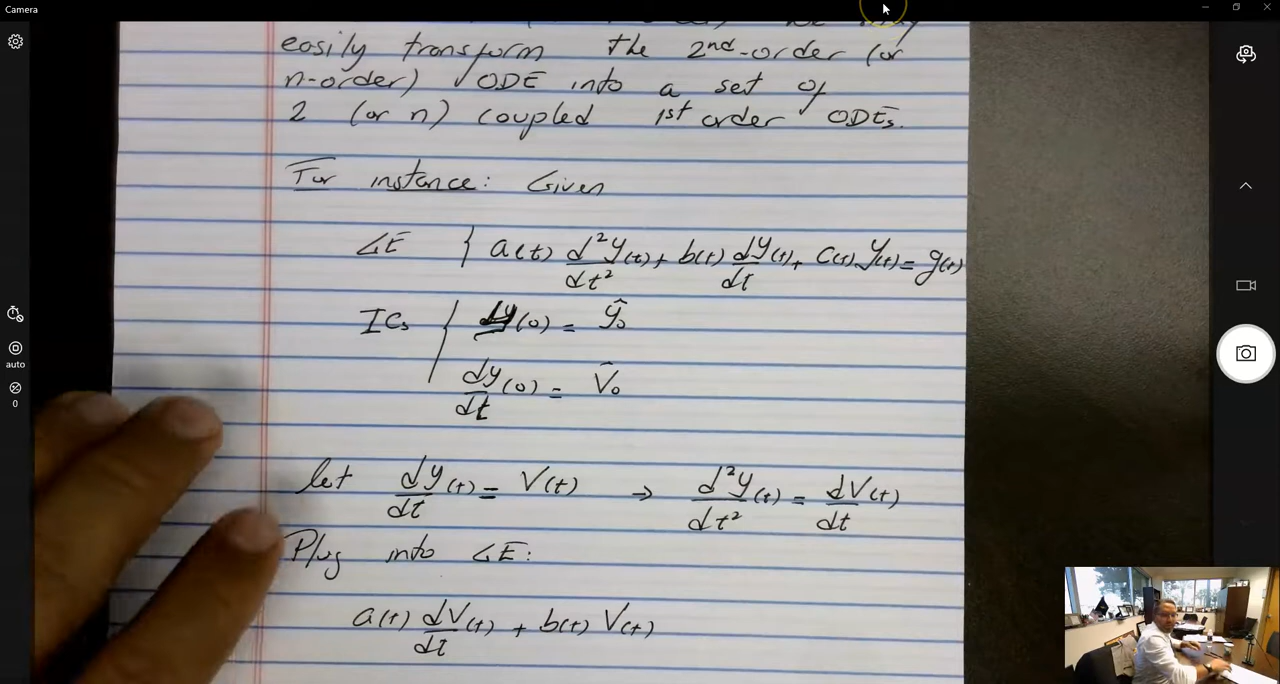 Camera
easily transform the 2nd-order (or
n-order) ODE into a set of
2 (or n) coupled 1st order ODEs.
For instance: Given
GE { a(t) d²y(t)/dt² + b(t) dy(t)/dt + c(t) y(t) = g(t)
ICs { y(0) = ŷ₀
dy/dt (0) = V̂₀
let dy(t)/dt = V(t) → d²y(t)/dt² = dV(t)/dt
Plug into GE:
a(t) dV(t)/dt + b(t) V(t)
auto
0